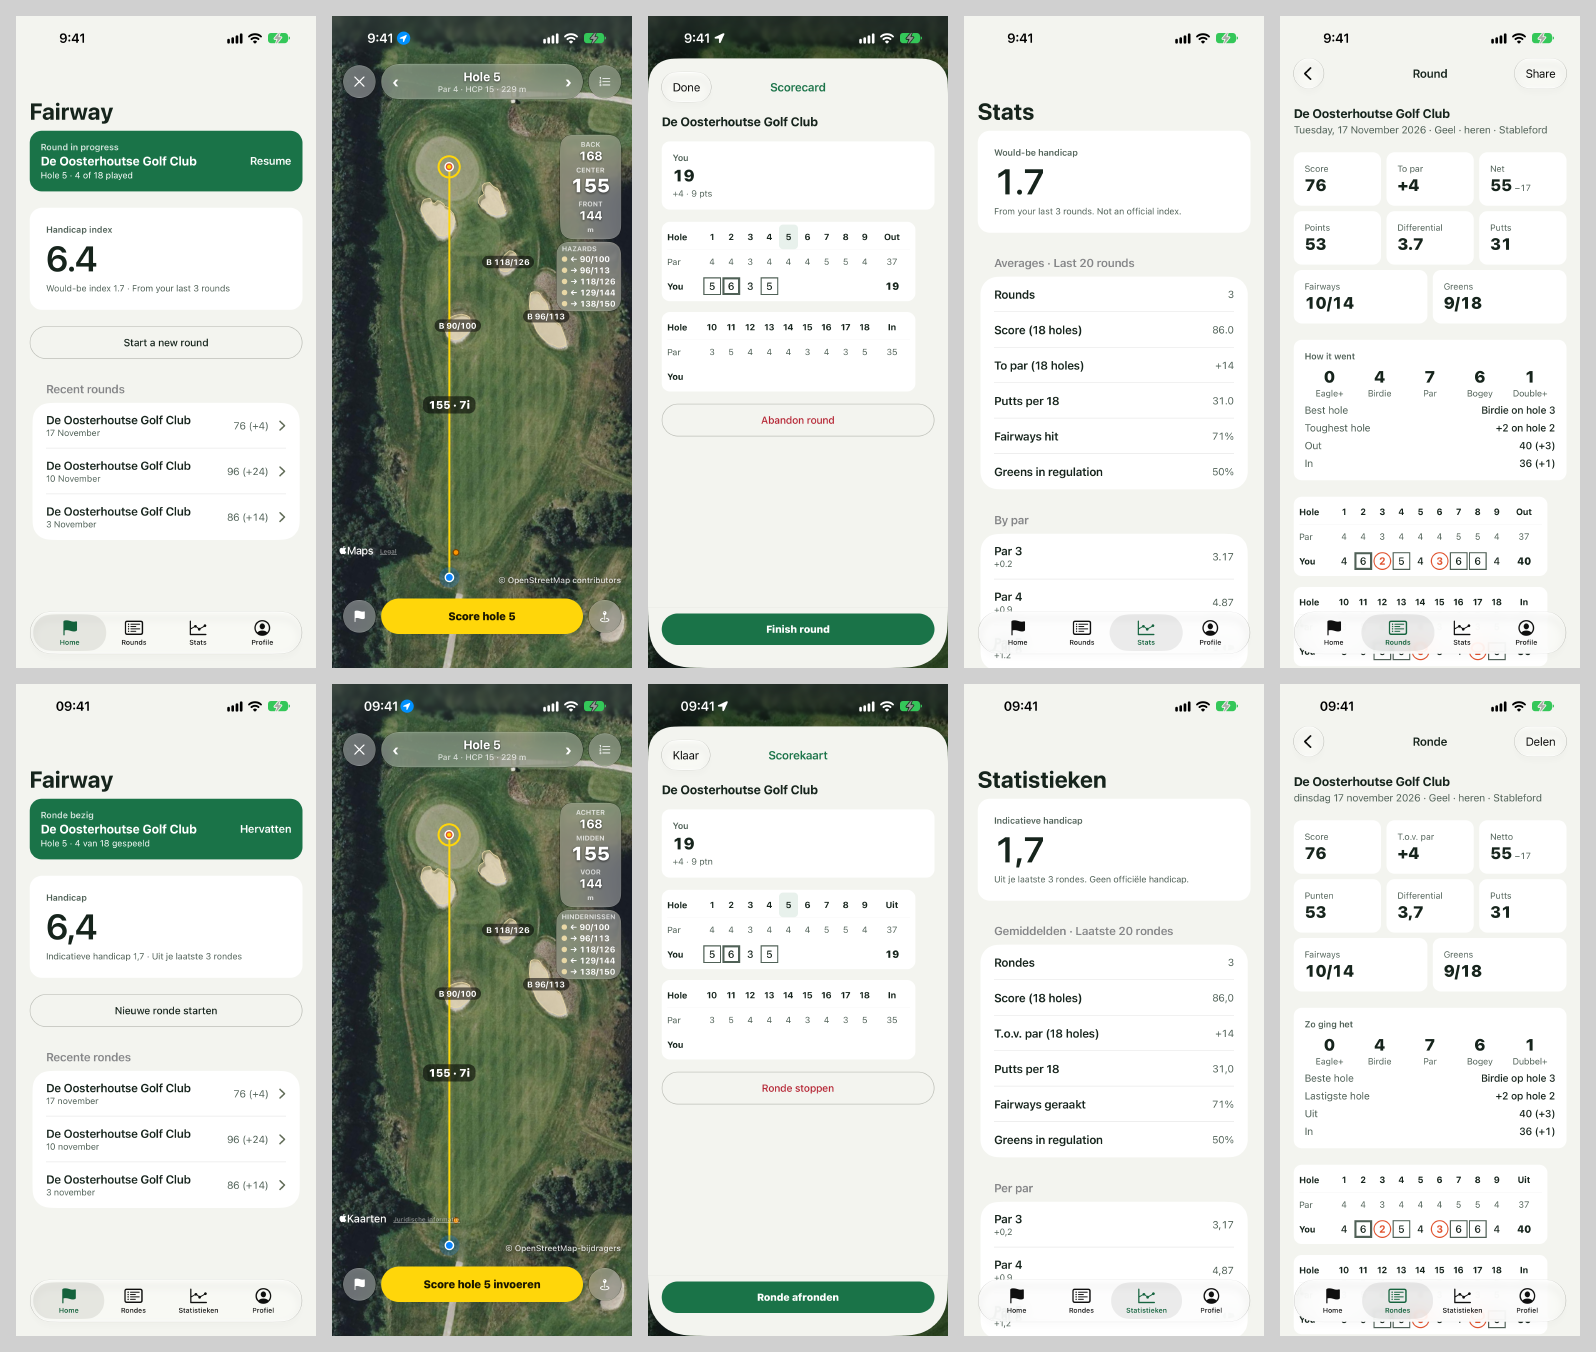 9:41
Fairway
Round in progress
De Oosterhoutse Golf Club
Resume
Hole 5 · 4 of 18 played
Handicap index
6.4
Would-be index 1.7 · From your last 3 rounds
Start a new round
Recent rounds
De Oosterhoutse Golf Club
17 November
76 (+4)
De Oosterhoutse Golf Club
10 November
96 (+24)
De Oosterhoutse Golf Club
3 November
86 (+14)
Home Rounds Stats Profile
9:41
Hole 5
Par 4 · HCP 15 · 229 m
BACK
168
CENTER
155
FRONT
144
m
HAZARDS
← 90/100
← 96/113
→ 118/126
← 129/144
→ 138/150
B 118/126
B 96/113
B 90/100
155 · 7i
Maps Legal
© OpenStreetMap contributors
Score hole 5
9:41
Done
Scorecard
De Oosterhoutse Golf Club
You
19
+4 · 9 pts
Hole 1 2 3 4 5 6 7 8 9 Out
Par 4 4 3 4 4 4 5 5 4 37
You 5 6 3 5 19
Hole 10 11 12 13 14 15 16 17 18 In
Par 3 5 4 4 4 3 4 3 5 35
You
Abandon round
Finish round
9:41
Stats
Would-be handicap
1.7
From your last 3 rounds. Not an official index.
Averages · Last 20 rounds
Rounds 3
Score (18 holes) 86.0
To par (18 holes) +14
Putts per 18 31.0
Fairways hit 71%
Greens in regulation 50%
By par
Par 3 3.17
+0.2
Par 4 4.87
+0.9
+1.2
Home Rounds Stats Profile
9:41
Round
Share
De Oosterhoutse Golf Club
Tuesday, 17 November 2026 · Geel · heren · Stableford
Score To par Net
76 +4 55 −17
Points Differential Putts
53 3.7 31
Fairways Greens
10/14 9/18
How it went
0 4 7 6 1
Eagle+ Birdie Par Bogey Double+
Best hole Birdie on hole 3
Toughest hole +2 on hole 2
Out 40 (+3)
In 36 (+1)
Hole 1 2 3 4 5 6 7 8 9 Out
Par 4 4 3 4 4 4 5 5 4 37
You 4 6 2 5 4 3 6 6 4 40
Hole 10 11 12 13 14 15 16 17 18 In
Home Rounds Stats Profile
You
09:41
Fairway
Ronde bezig
De Oosterhoutse Golf Club
Hervatten
Hole 5 · 4 van 18 gespeeld
Handicap
6,4
Indicatieve handicap 1,7 · Uit je laatste 3 rondes
Nieuwe ronde starten
Recente rondes
De Oosterhoutse Golf Club
17 november
76 (+4)
De Oosterhoutse Golf Club
10 november
96 (+24)
De Oosterhoutse Golf Club
3 november
86 (+14)
Home Rondes Statistieken Profiel
09:41
Hole 5
Par 4 · HCP 15 · 229 m
ACHTER
168
MIDDEN
155
VOOR
144
m
HINDERNISSEN
← 90/100
→ 96/113
→ 118/126
← 129/144
→ 138/150
B 118/126
B 96/113
B 90/100
155 · 7i
Kaarten Juridische
© OpenStreetMap-bijdragers
Score hole 5 invoeren
09:41
Klaar
Scorekaart
De Oosterhoutse Golf Club
You
19
+4 · 9 ptn
Hole 1 2 3 4 5 6 7 8 9 Uit
Par 4 4 3 4 4 4 5 5 4 37
You 5 6 3 5 19
Hole 10 11 12 13 14 15 16 17 18 In
Par 3 5 4 4 4 3 4 3 5 35
You
Ronde stoppen
Ronde afronden
09:41
Statistieken
Indicatieve handicap
1,7
Uit je laatste 3 rondes. Geen officiële handicap.
Gemiddelden · Laatste 20 rondes
Rondes 3
Score (18 holes) 86,0
T.o.v. par (18 holes) +14
Putts per 18 31,0
Fairways geraakt 71%
Greens in regulation 50%
Per par
Par 3 3,17
+0,2
Par 4 4,87
+0,9
+1,2
Home Rondes Statistieken Profiel
09:41
Ronde
Delen
De Oosterhoutse Golf Club
dinsdag 17 november 2026 · Geel · heren · Stableford
Score T.o.v. par Netto
76 +4 55 −17
Punten Differential Putts
53 3,7 31
Fairways Greens
10/14 9/18
Zo ging het
0 4 7 6 1
Eagle+ Birdie Par Bogey Dubbel+
Beste hole Birdie op hole 3
Lastigste hole +2 op hole 2
Uit 40 (+3)
In 36 (+1)
Hole 1 2 3 4 5 6 7 8 9 Uit
Par 4 4 3 4 4 4 5 5 4 37
You 4 6 2 5 4 3 6 6 4 40
Hole 10 11 12 13 14 15 16 17 18 In
Home Rondes Statistieken Profiel